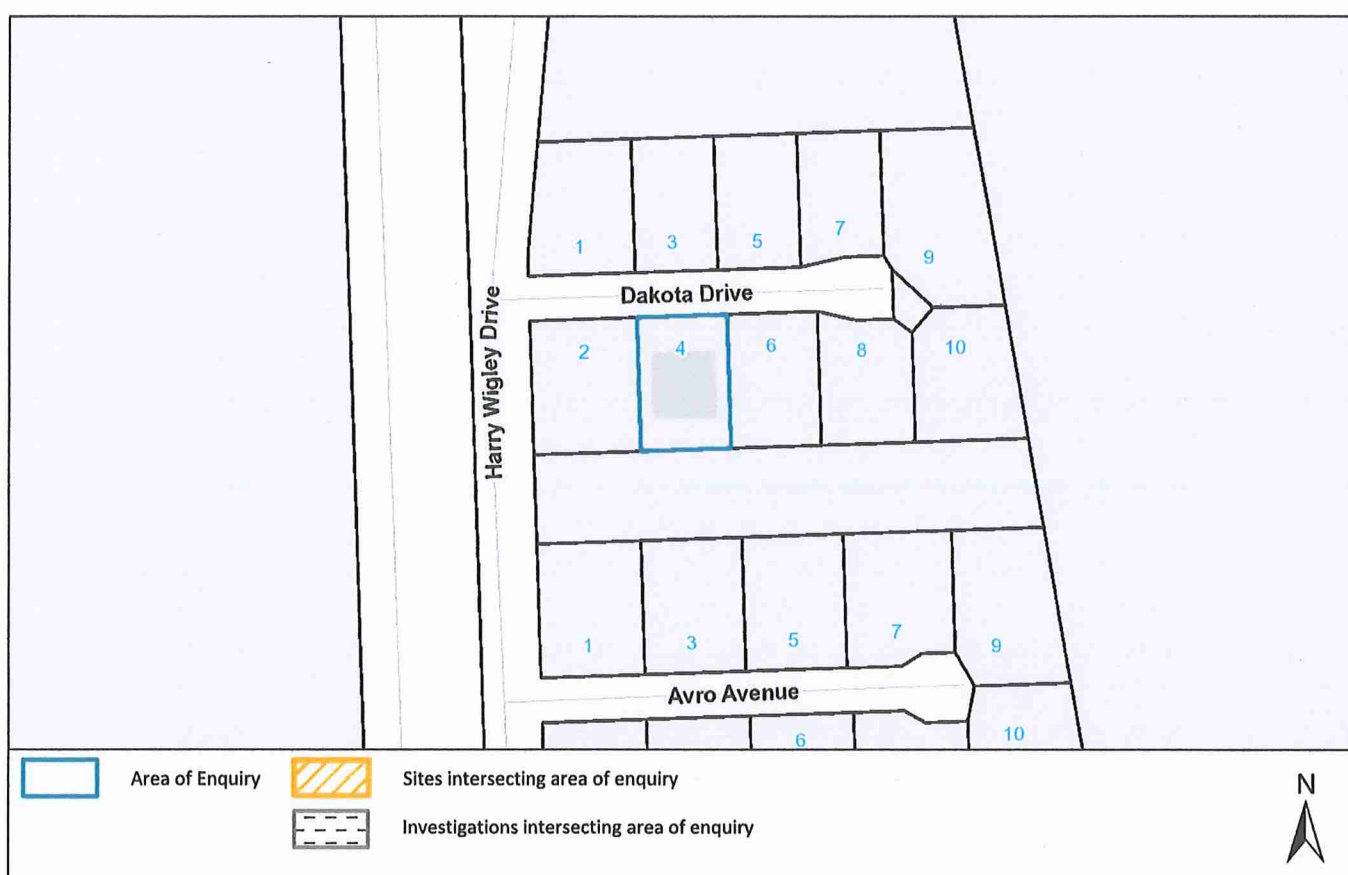 7
1
3
5
9
Dakota Drive
Harry Wigley Drive
2
4
6
8
10
1
3
5
7
9
Avro Avenue
6
10
Area of Enquiry
Sites intersecting area of enquiry
Investigations intersecting area of enquiry
N